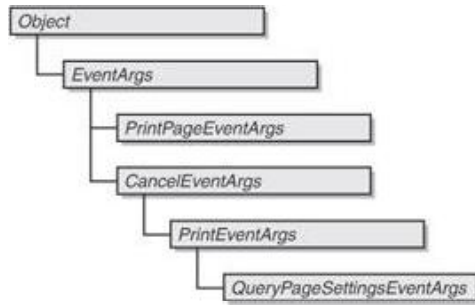 Object
EventArgs
PrintPageEventArgs
CancelEventArgs
PrintEventArgs
QueryPageSettingsEventArgs